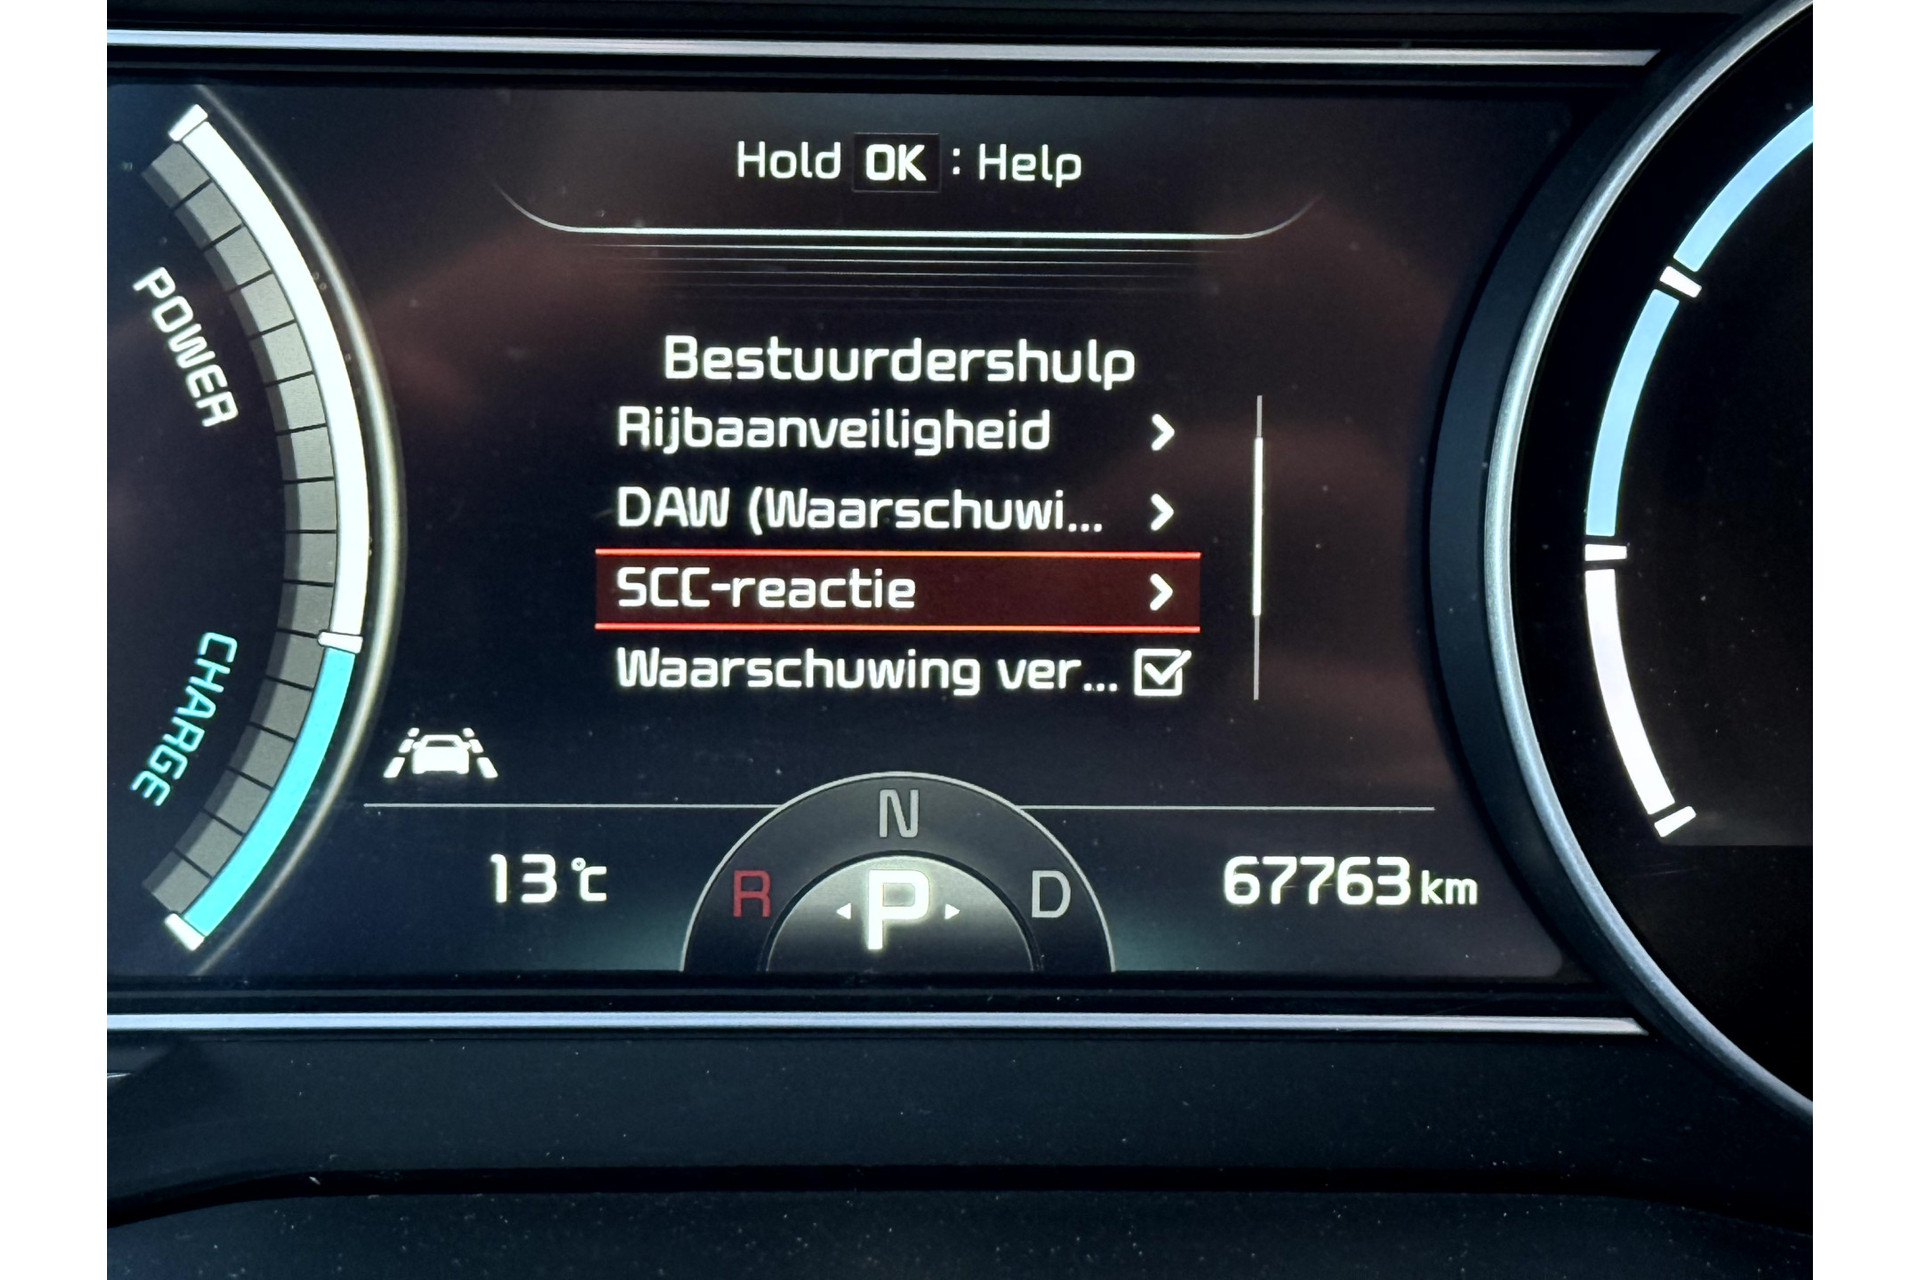 Hold OK : Help
POWER
Bestuurdershulp
Rijbaanveiligheid
DAW (Waarschuwi...
SCC-reactie
Waarschuwing ver...
CHARGE
N
R P D
13°C
67763 km